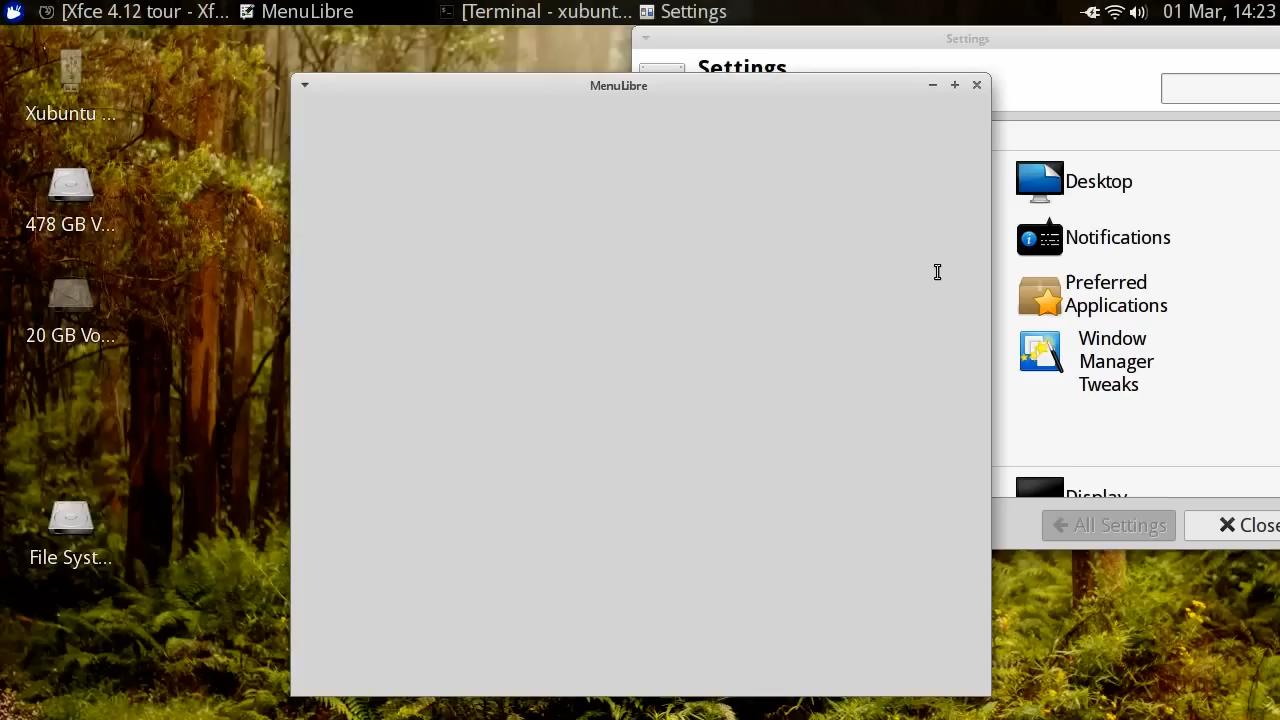 [Xfce 4.12 tour - Xf...
MenuLibre
[Terminal - xubunt...
Settings
01 Mar, 14:23
Settings
Settings
MenuLibre
Xubuntu ...
478 GB V...
20 GB Vo...
File Syst...
Desktop
Notifications
Preferred
Applications
Window
Manager
Tweaks
Display
All Settings
Close